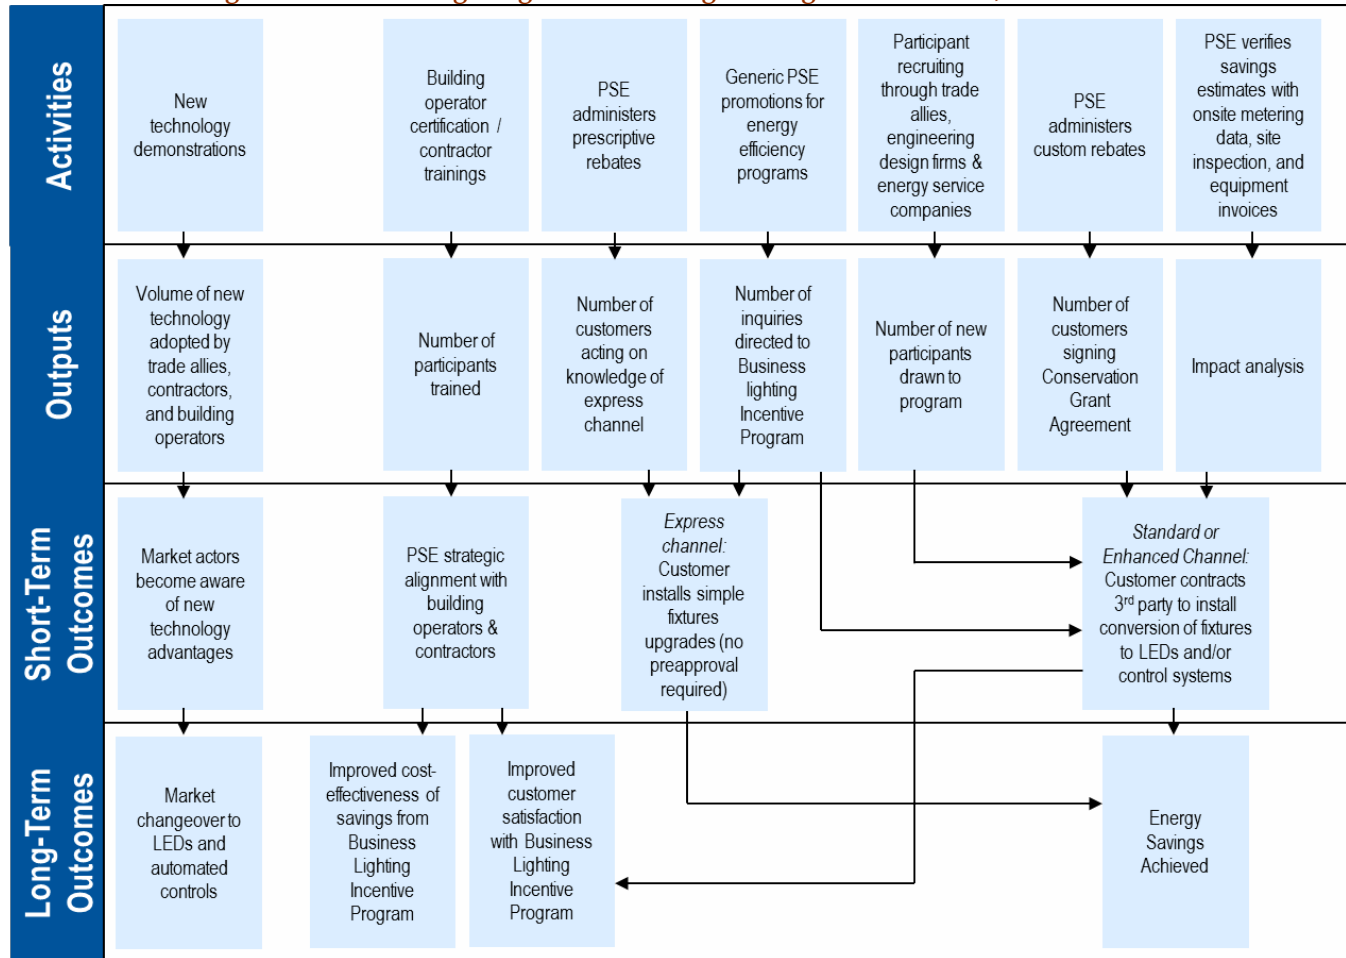 Activities
New
technology
demonstrations
Building
operator
certification /
contractor
trainings
PSE
administers
prescriptive
rebates
Generic PSE
promotions for
energy
efficiency
programs
Participant
recruiting
through trade
allies,
engineering
design firms &
energy service
companies
PSE
administers
custom rebates
PSE verifies
savings
estimates with
onsite metering
data, site
inspection, and
equipment
invoices
Outputs
Volume of new
technology
adopted by
trade allies,
contractors,
and building
operators
Number of
participants
trained
Number of
customers
acting on
knowledge of
express
channel
Number of
inquiries
directed to
Business
lighting
Incentive
Program
Number of new
participants
drawn to
program
Number of
customers
signing
Conservation
Grant
Agreement
Impact analysis
Short-Term
Outcomes
Market actors
become aware
of new
technology
advantages
PSE strategic
alignment with
building
operators &
contractors
Express
channel:
Customer
installs simple
fixtures
upgrades (no
preapproval
required)
Standard or
Enhanced Channel:
Customer contracts
3rd party to install
conversion of fixtures
to LEDs and/or
control systems
Long-Term
Outcomes
Market
changeover to
LEDs and
automated
controls
Improved cost-
effectiveness of
savings from
Business
Lighting
Incentive
Program
Improved
customer
satisfaction
with Business
Lighting
Incentive
Program
Energy
Savings
Achieved